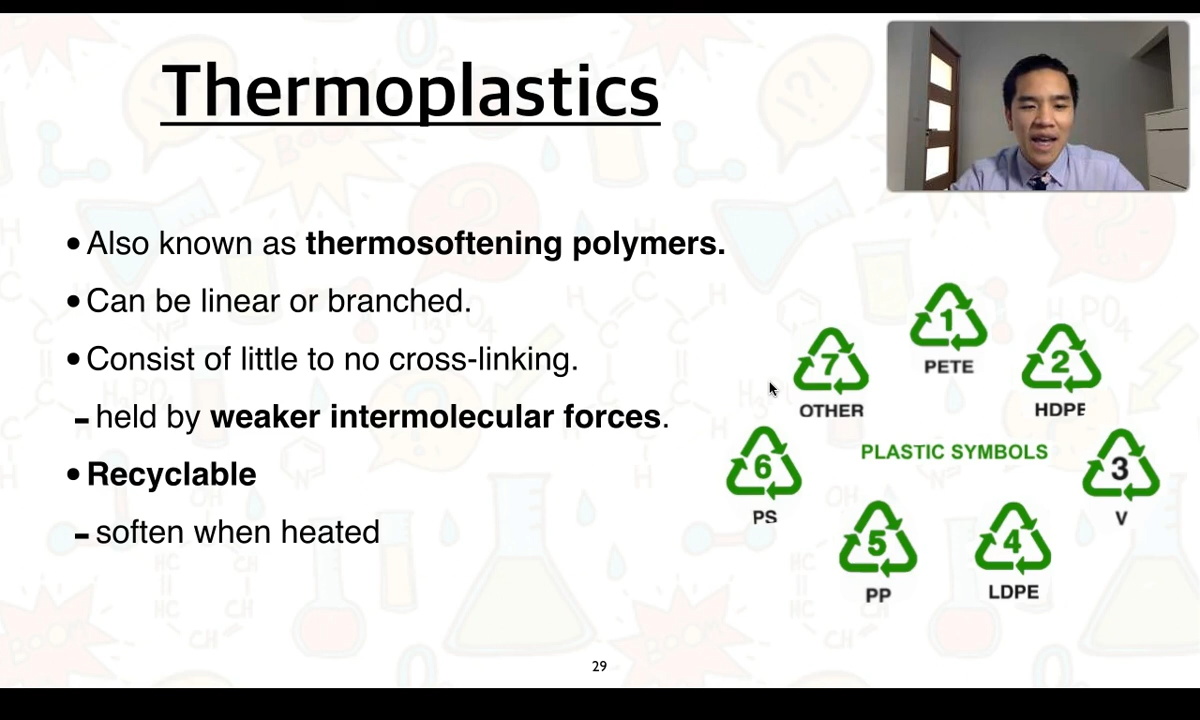 Thermoplastics
• Also known as thermosoftening polymers.
• Can be linear or branched.
• Consist of little to no cross-linking.
- held by weaker intermolecular forces.
• Recyclable
- soften when heated
1
PETE
7
OTHER
2
HDPE
PLASTIC SYMBOLS
6
PS
3
V
5
PP
4
LDPE
29